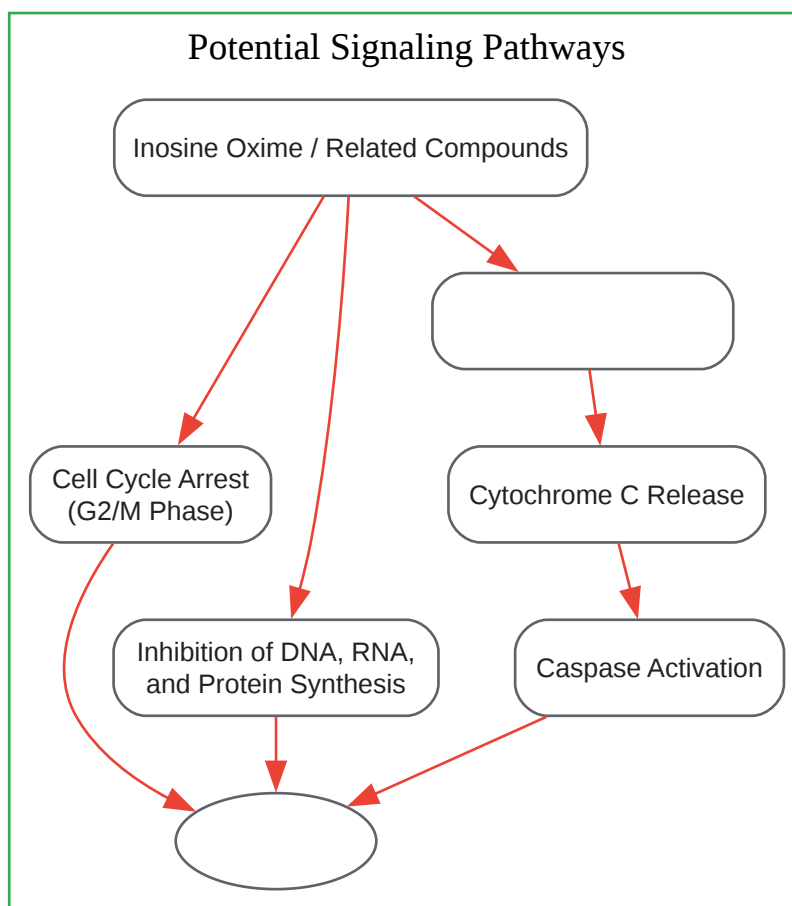 Potential Signaling Pathways
Inosine Oxime / Related Compounds
Cell Cycle Arrest
(G2/M Phase)
Cytochrome C Release
Inhibition of DNA, RNA,
and Protein Synthesis
Caspase Activation